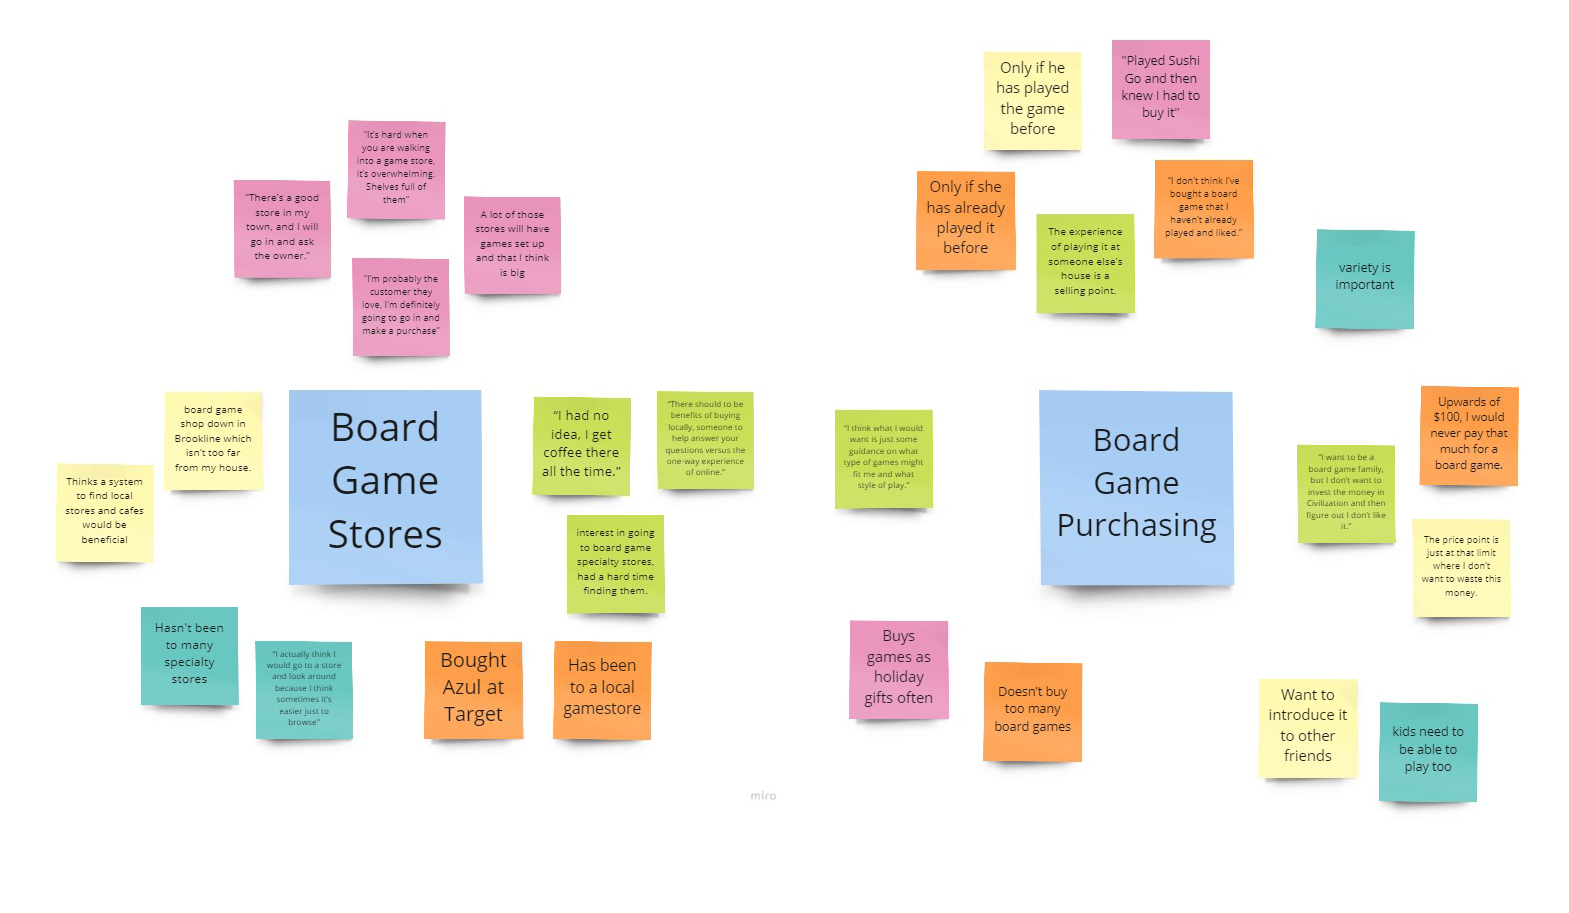 "It's hard when
you are walking
into a game store,
it's overwhelming.
Shelves full of
them"
"There's a good
store in my
town, and I will
go in and ask
the owner."
A lot of those
stores will have
games set up
and that I think
is big
"I'm probably the
customer they
love, I'm definitely
going to go in and
make a purchase"
board game
shop down in
Brookline which
isn't too far
from my house.
Thinks a system
to find local
stores and cafes
would be
beneficial
Board
Game
Stores
"I had no
idea, I get
coffee there
all the time."
"There should to be
benefits of buying
locally, someone to
help answer your
questions versus the
one-way experience
of online."
interest in going
to board game
specialty stores,
had a hard time
finding them.
Hasn't been
to many
specialty
stores
"I actually think I
would go to a store
and look around
because I think
sometimes it's
easier just to
browse"
Bought
Azul at
Target
Has been
to a local
gamestore
Only if he
has played
the game
before
"Played Sushi
Go and then
knew I had to
buy it"
Only if she
has already
played it
before
The experience
of playing it at
someone else's
house is a
selling point.
"I don't think I've
bought a board
game that I
haven't already
played and liked."
variety is
important
"I think what I would
want is just some
guidance on what
type of games might
fit me and what
style of play."
Board
Game
Purchasing
Upwards of
$100, I would
never pay that
much for a
board game.
"I want to be a
board game family,
but I don't want to
invest the money in
Civilization and then
figure out I don't like
it."
The price point is
just at that limit
where I don't
want to waste this
money.
Buys
games as
holiday
gifts often
Doesn't buy
too many
board games
Want to
introduce it
to other
friends
kids need to
be able to
play too
miro